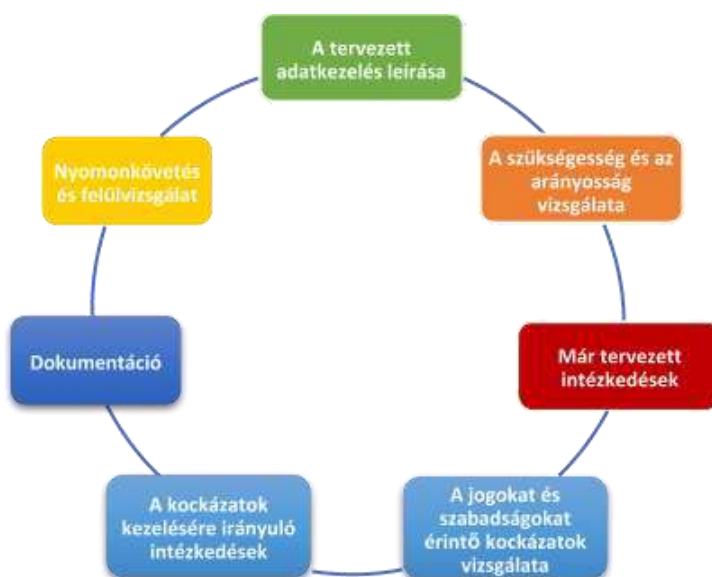 A tervezett
adatkezelés leírása
A szükségesség és az
arányosság
vizsgálata
Már tervezett
intézkedések
A jogokat és
szabadságokat
érintő kockázatok
vizsgálata
A kockázatok
kezelésére irányuló
intézkedések
Dokumentáció
Nyomonkövetés
és felülvizsgálat